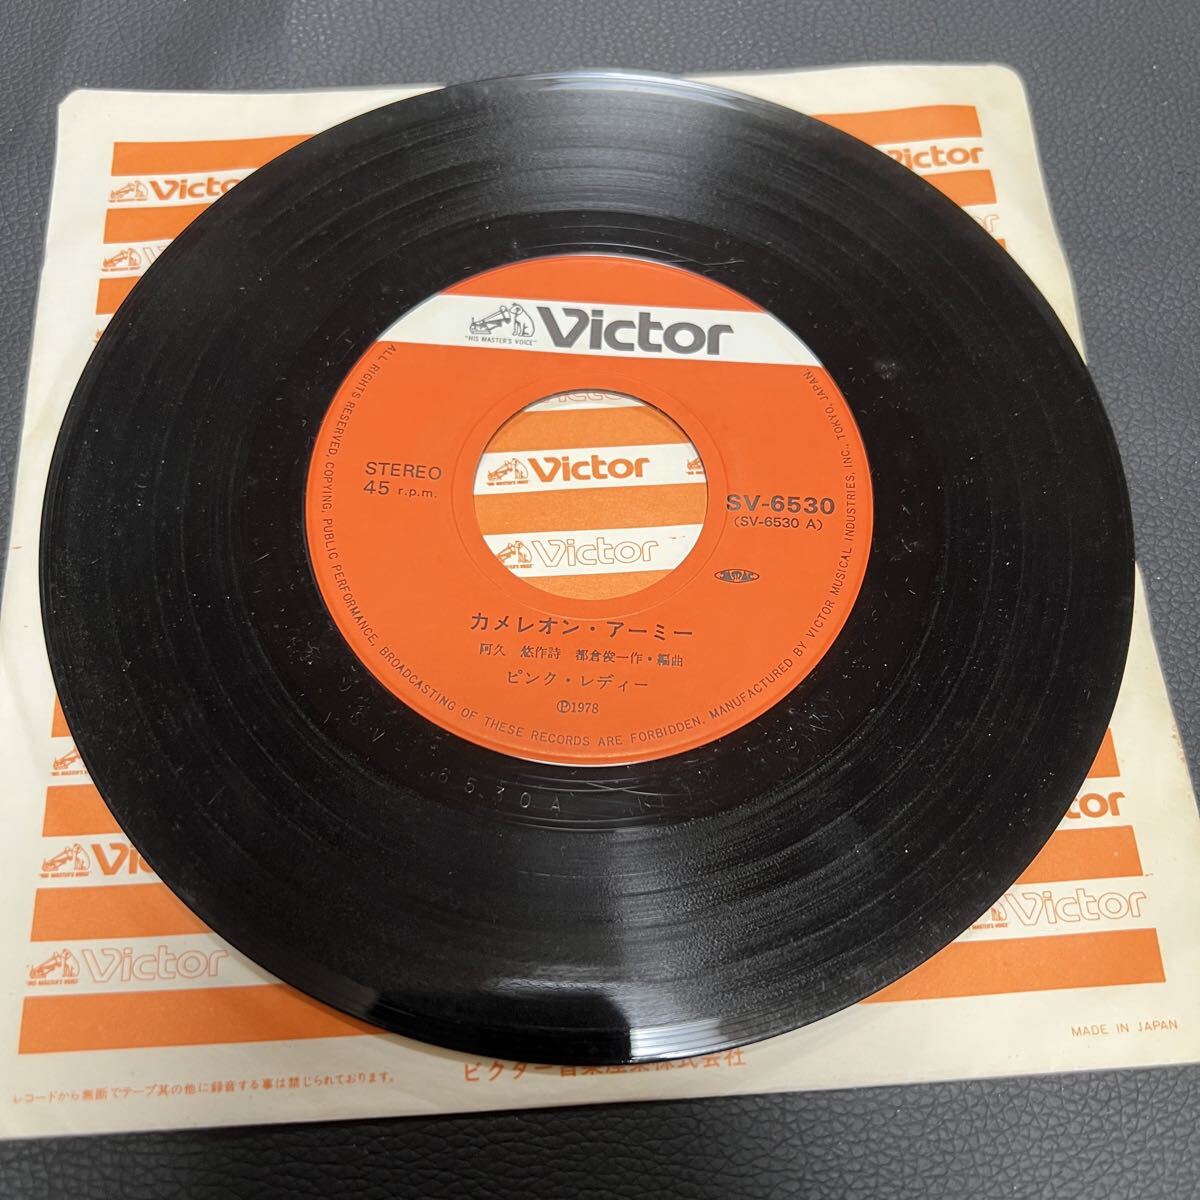 Victor
"HIS MASTER'S VOICE"
STEREO
45 r.p.m.
SV-6530
(SV-6530 A)
カメレオン・アーミー
阿久 悠作詩 都倉俊一作・編曲
ピンク・レディー
Ⓟ1978
ALL RIGHTS RESERVED, COPYING, PUBLIC PERFORMANCE, BROADCASTING OF THESE RECORDS ARE FORBIDDEN. MANUFACTURED BY VICTOR MUSICAL INDUSTRIES, INC., TOKYO, JAPAN.
Victor
Victor
Victor
Victor
MADE IN JAPAN
ビクター音楽産業株式会社
レコードから無断でテープ其の他に録音する事は禁じられております。